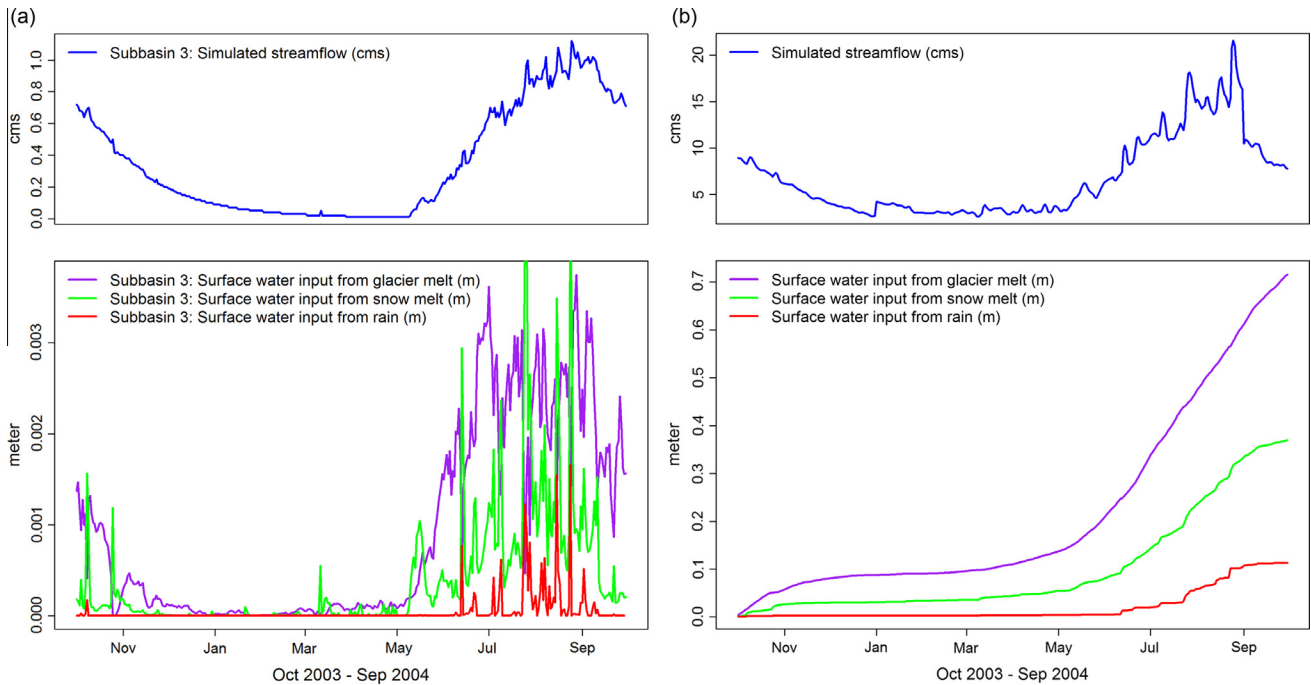 (a)
Subbasin 3: Simulated streamflow (cms)
cms
0.0 0.2 0.4 0.6 0.8 1.0
Subbasin 3: Surface water input from glacier melt (m)
Subbasin 3: Surface water input from snow melt (m)
Subbasin 3: Surface water input from rain (m)
meter
0.000 0.001 0.002 0.003
Nov Jan Mar May Jul Sep
Oct 2003 - Sep 2004
(b)
Simulated streamflow (cms)
cms
5 10 15 20
Surface water input from glacier melt (m)
Surface water input from snow melt (m)
Surface water input from rain (m)
meter
0.0 0.1 0.2 0.3 0.4 0.5 0.6 0.7
Nov Jan Mar May Jul Sep
Oct 2003 - Sep 2004